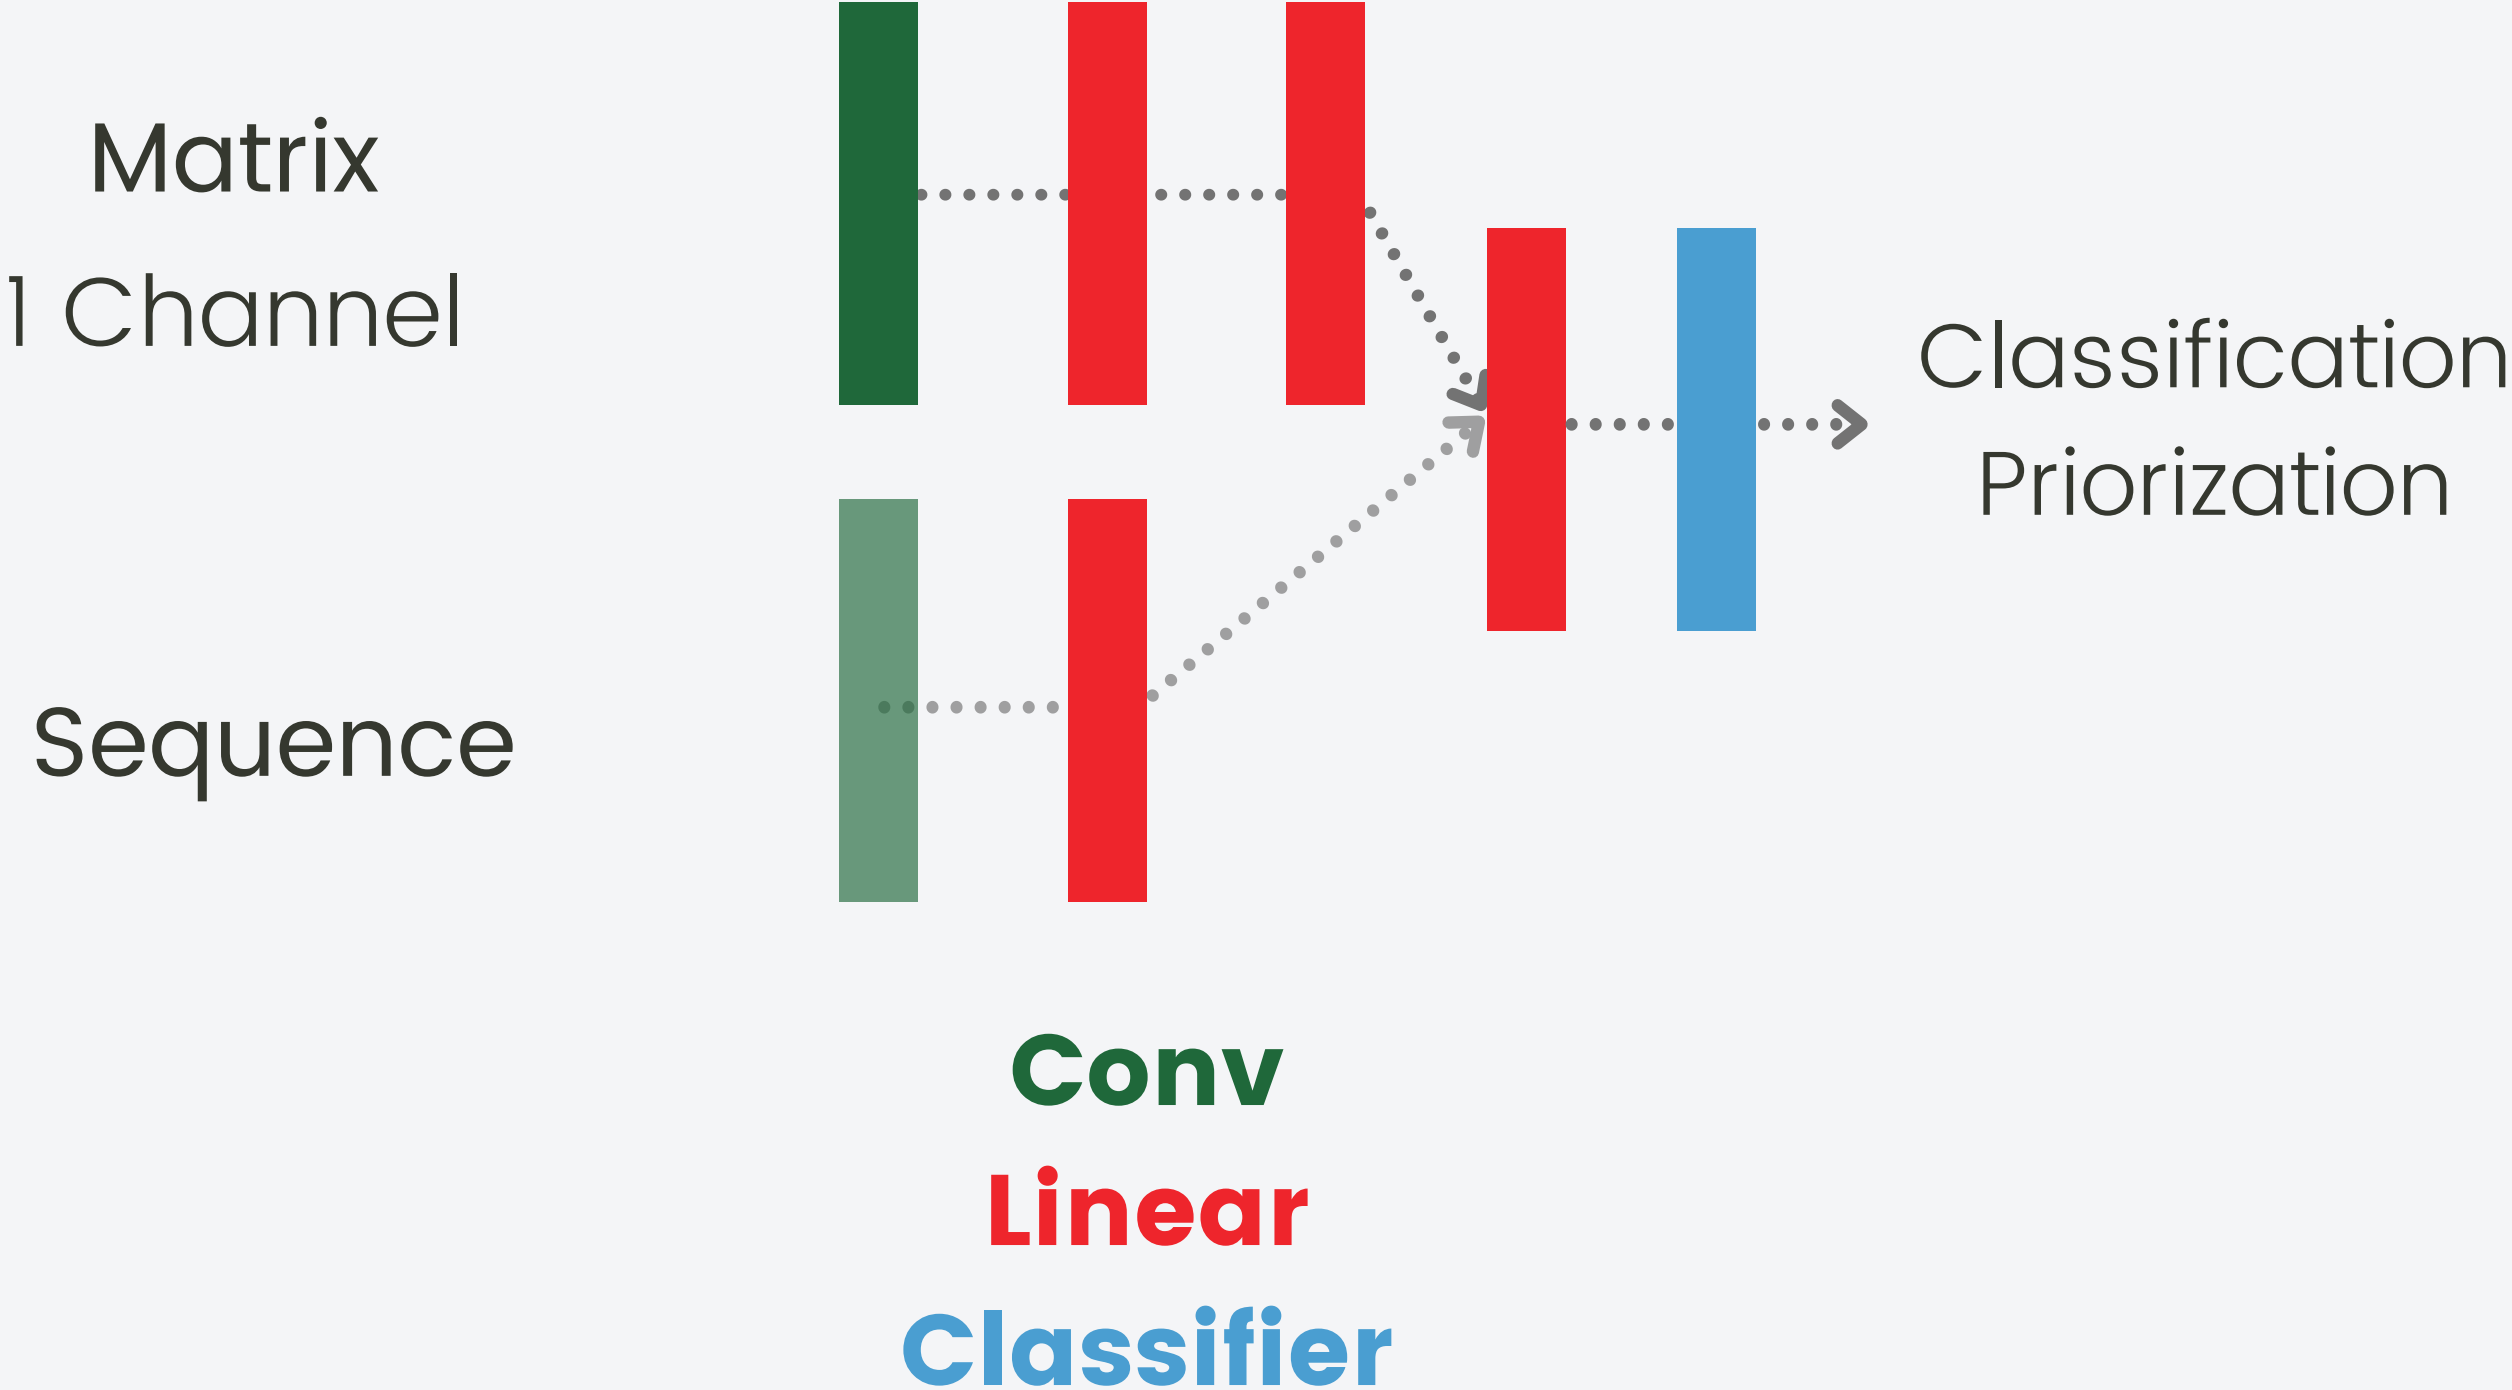 Matrix
1 Channel
Classification
Priorization
Sequence
Conv
Linear
Classifier